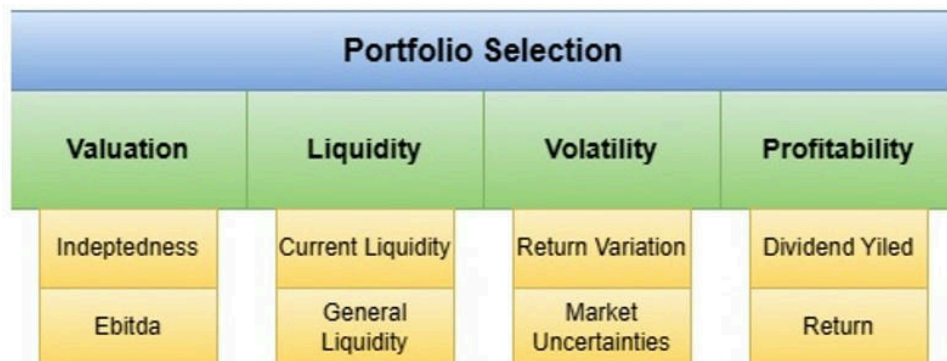 Portfolio Selection
Valuation
Liquidity
Volatility
Profitability
Indeptedness
Current Liquidity
Return Variation
Dividend Yiled
Ebitda
General
Liquidity
Market
Uncertainties
Return